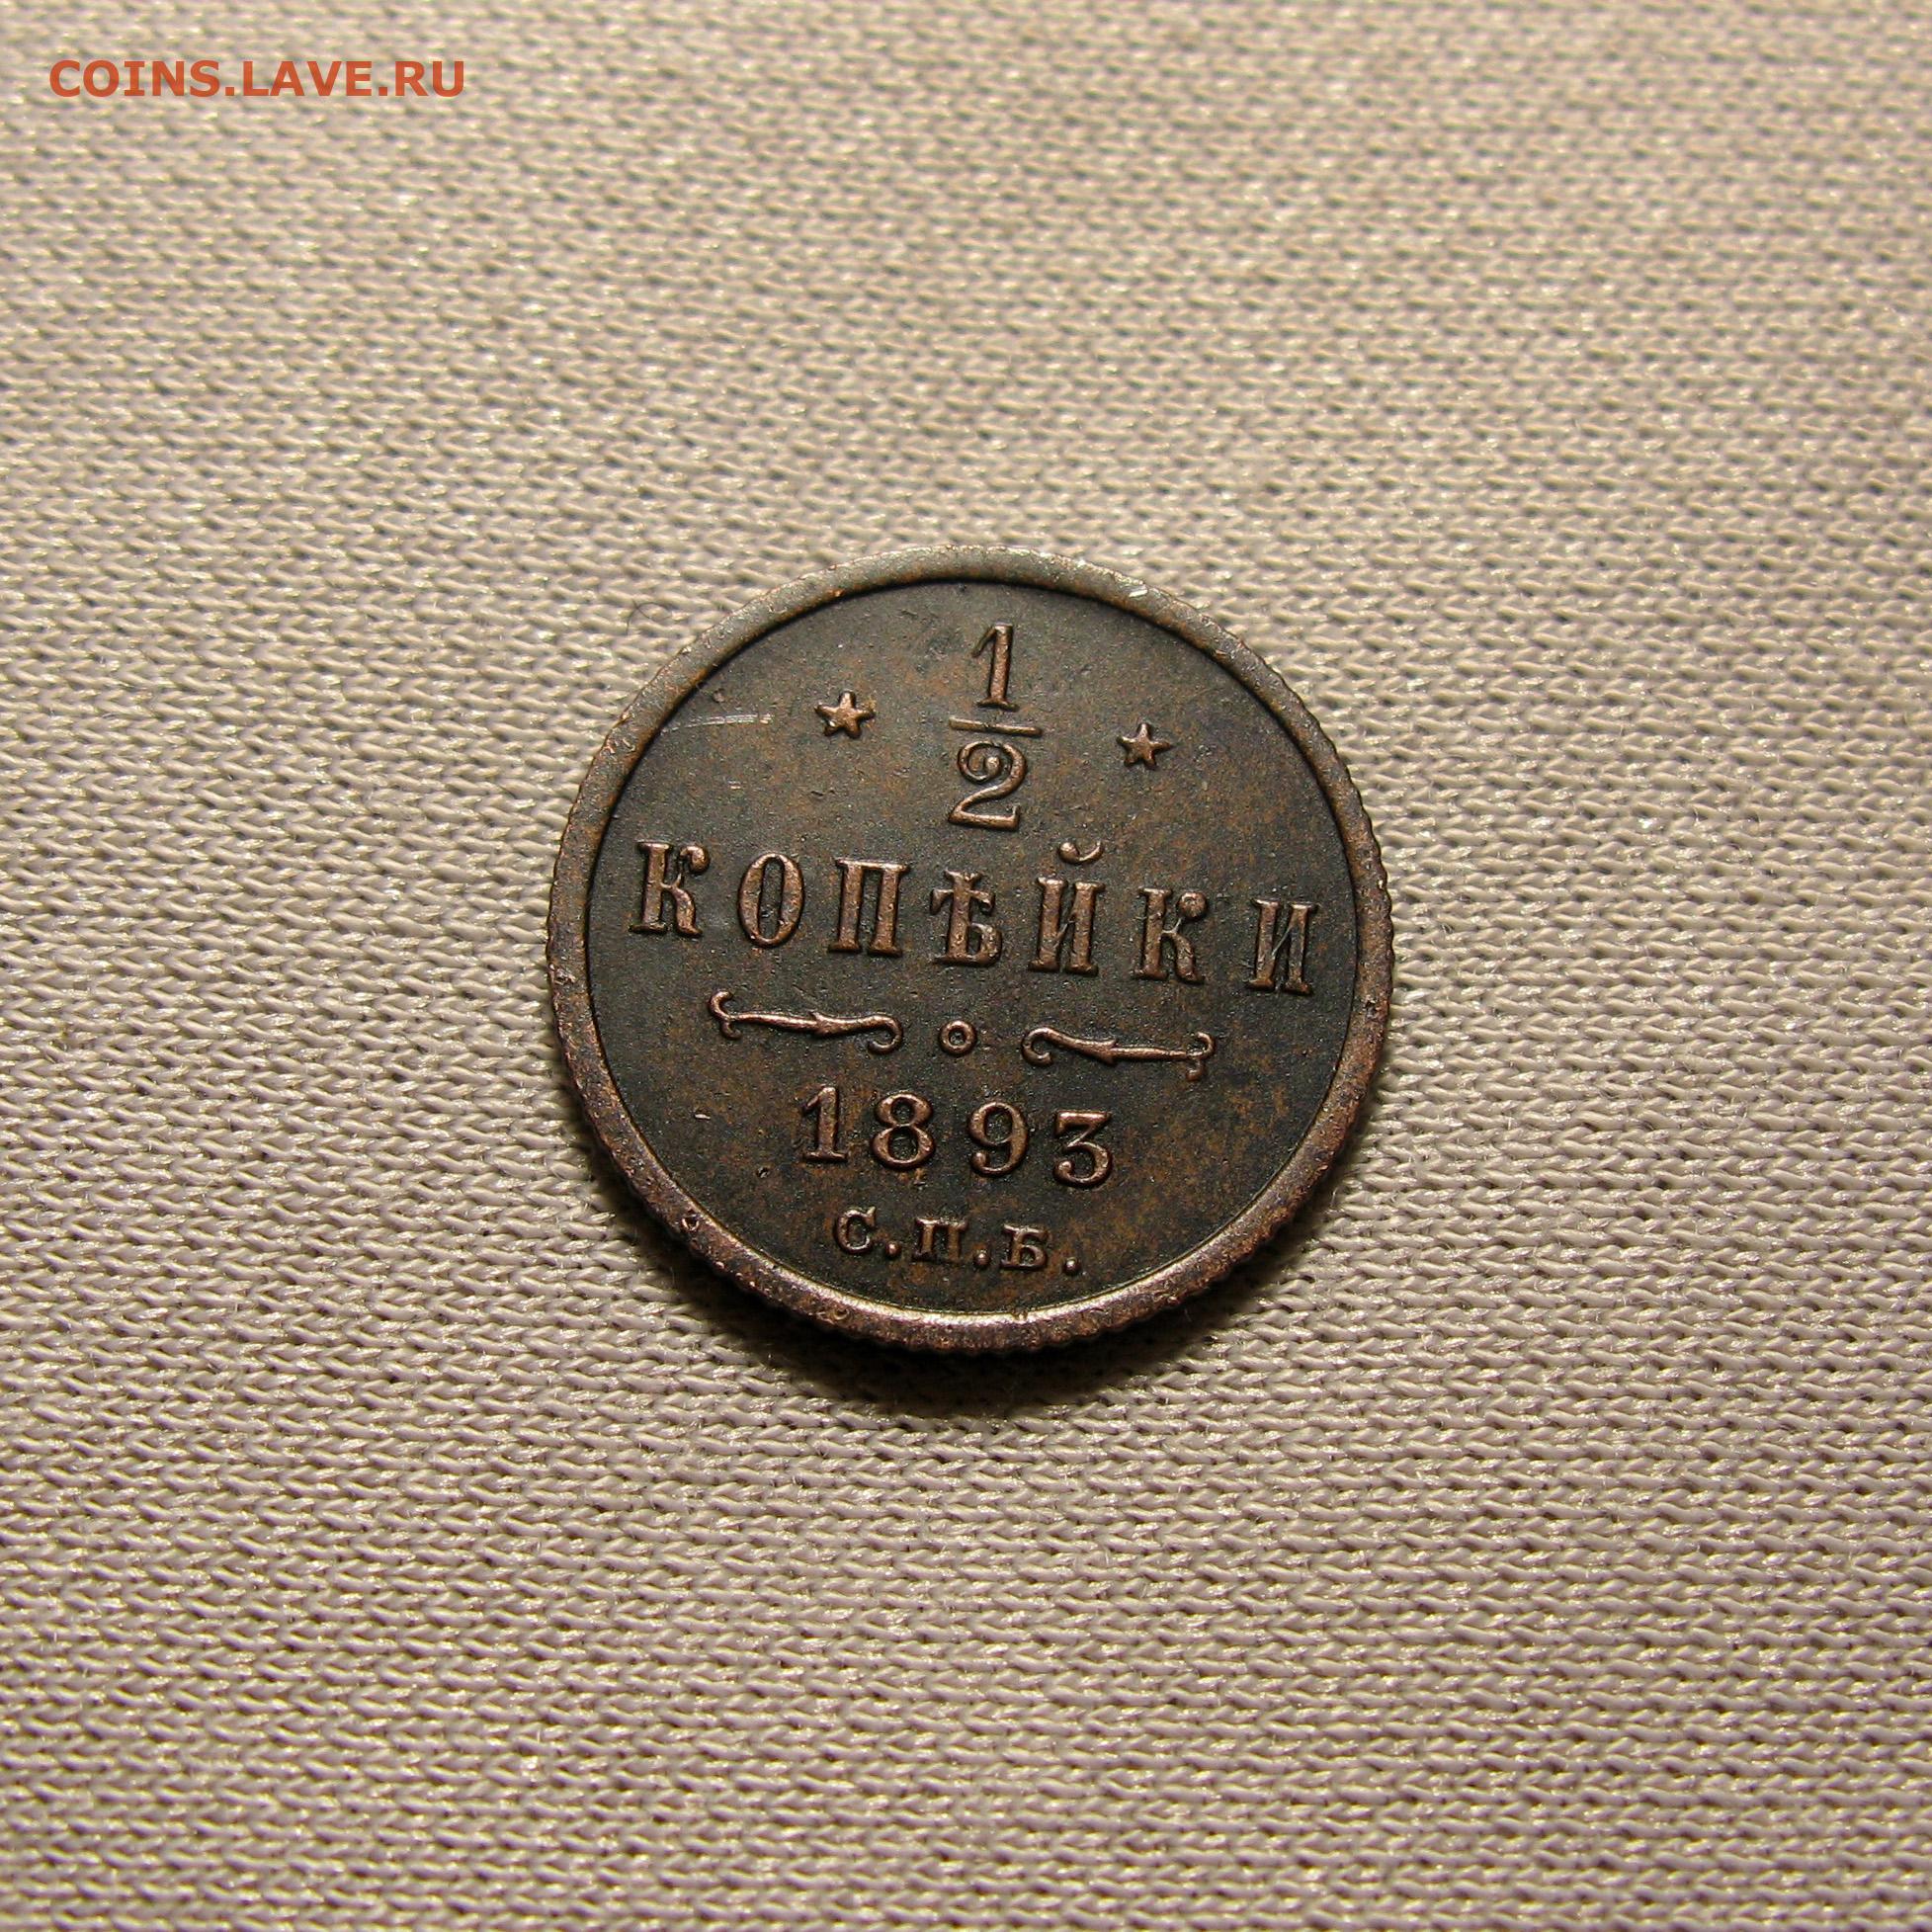 COINS.LAVE.RU
1/2
КОПѢЙКИ
1893
С.П.Б.